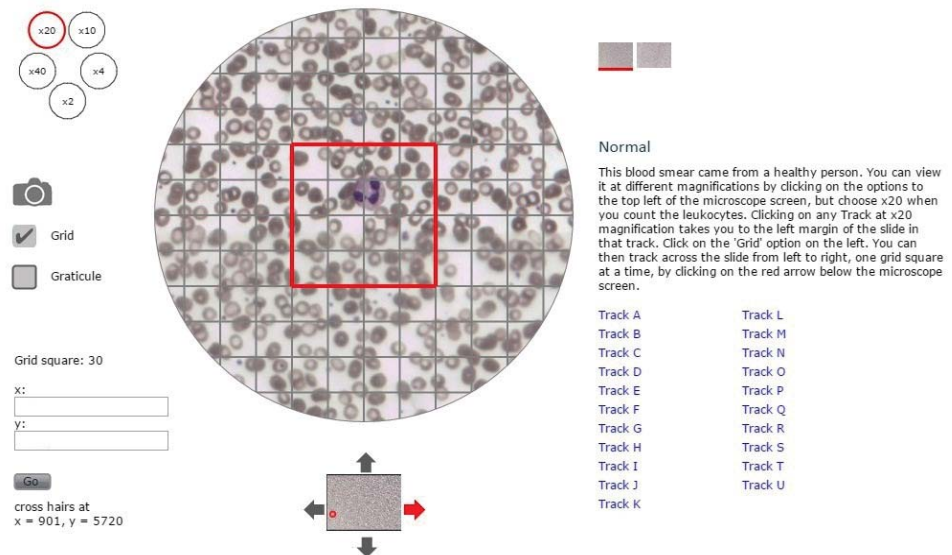 x20
x10
x40
x4
x2
Grid
Graticule
Grid square: 30
x:
y:
Go
cross hairs at
x = 901, y = 5720
Normal
This blood smear came from a healthy person. You can view
it at different magnifications by clicking on the options to
the top left of the microscope screen, but choose x20 when
you count the leukocytes. Clicking on any Track at x20
magnification takes you to the left margin of the slide in
that track. Click on the 'Grid' option on the left. You can
then track across the slide from left to right, one grid square
at a time, by clicking on the red arrow below the microscope
screen.
Track A
Track B
Track C
Track D
Track E
Track F
Track G
Track H
Track I
Track J
Track K
Track L
Track M
Track N
Track O
Track P
Track Q
Track R
Track S
Track T
Track U